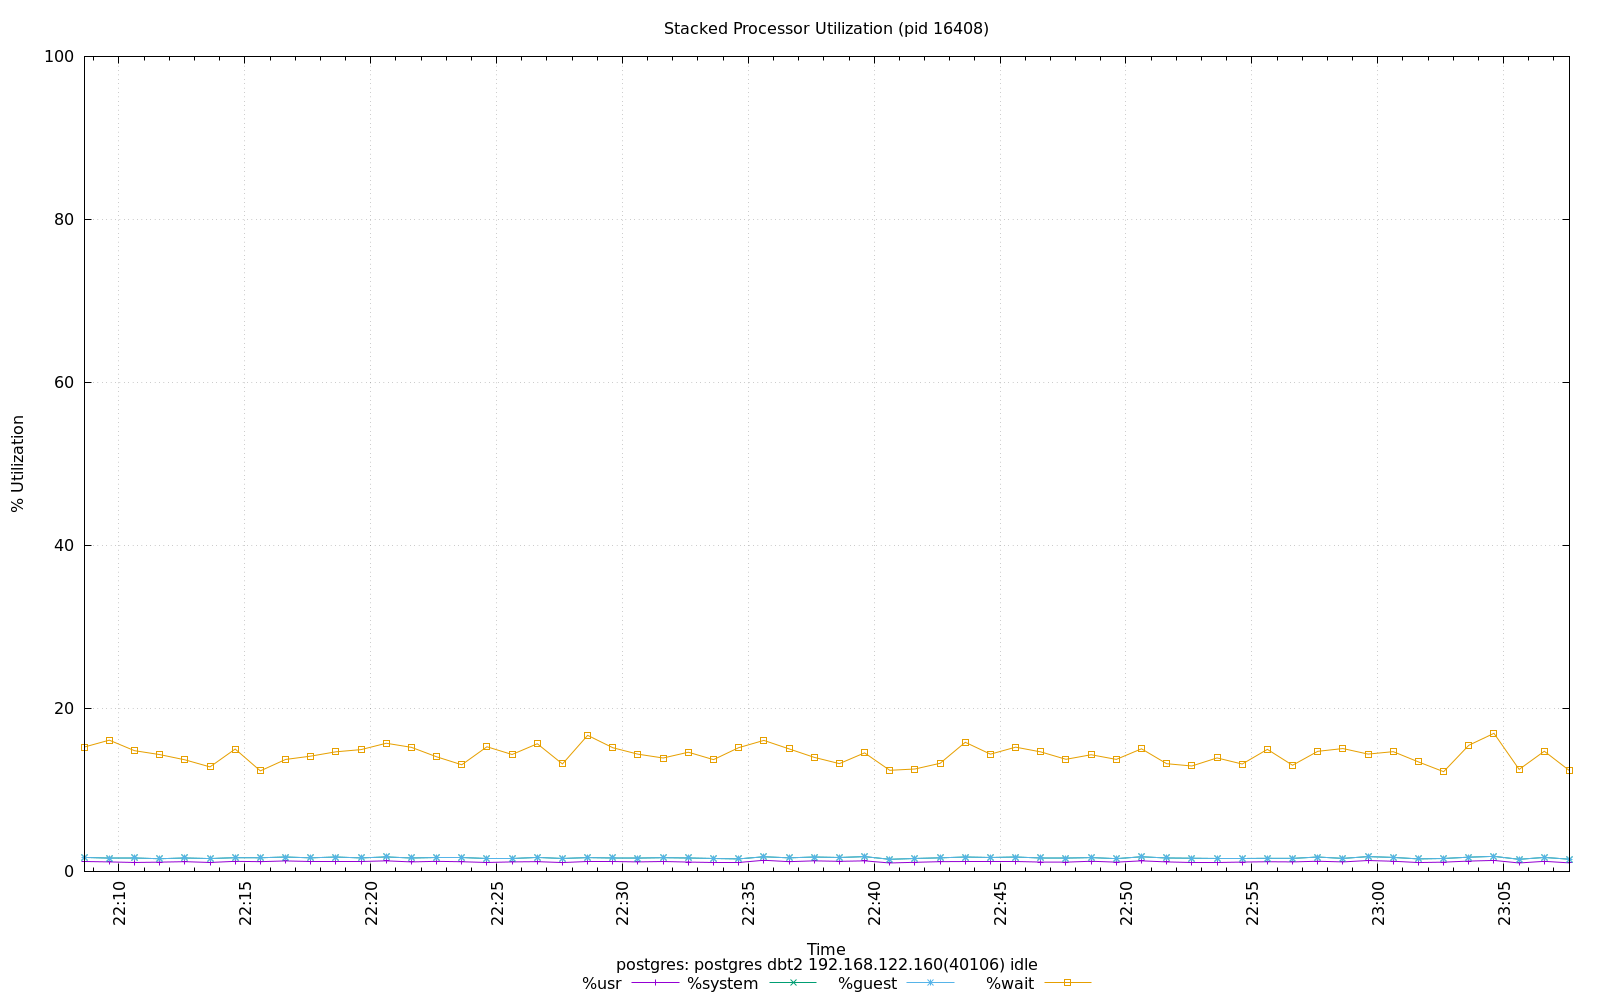 Stacked Processor Utilization (pid 16408)
100
80
60
40
20
0
% Utilization
22:10 22:15 22:20 22:25 22:30 22:35 22:40 22:45 22:50 22:55 23:00 23:05
Time
postgres: postgres dbt2 192.168.122.160(40106) idle
%usr %system %guest %wait